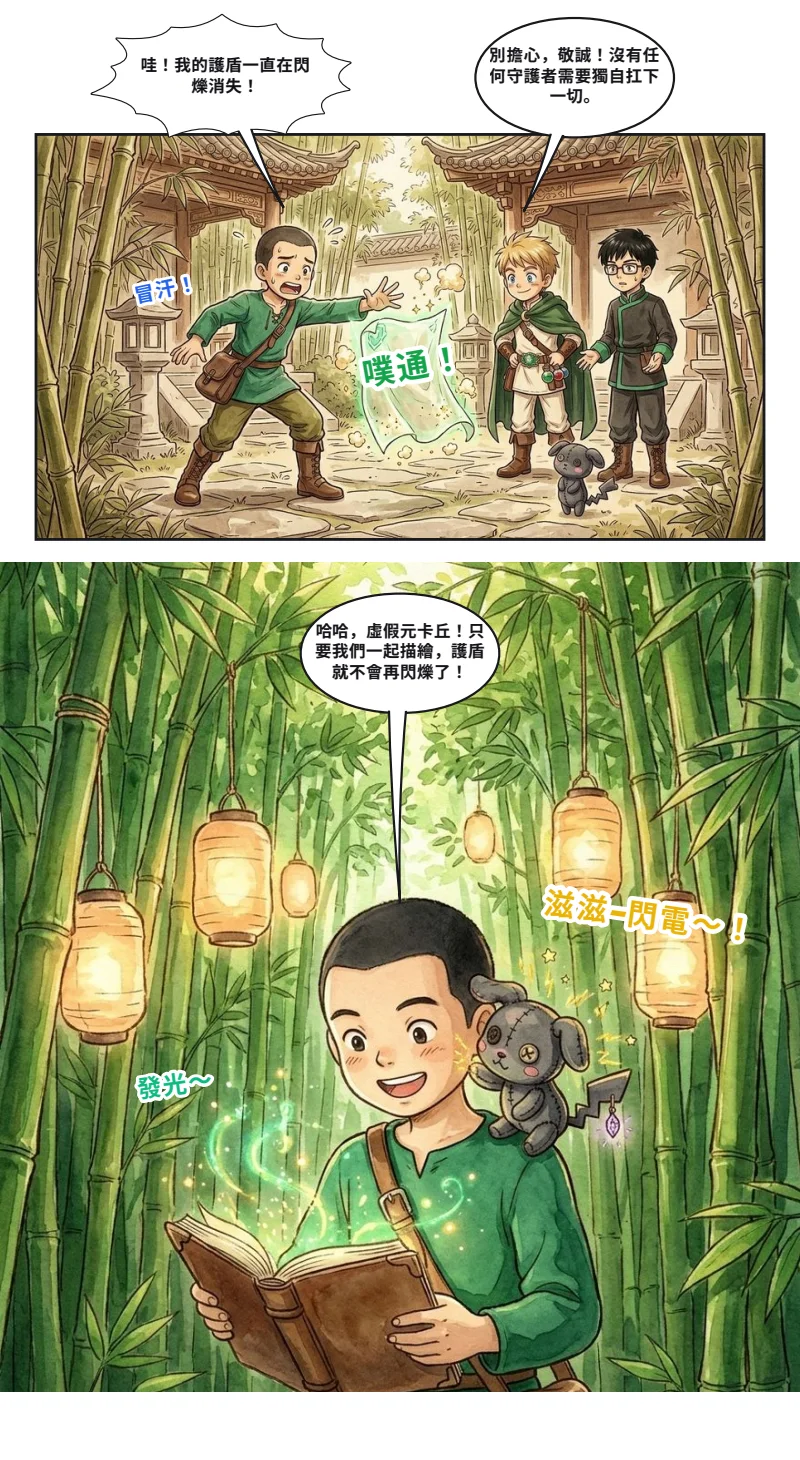 哇！我的護盾一直在閃
爍消失！
別擔心，敬誠！沒有任
何守護者需要獨自扛下
一切。
冒汗！
噗通！
哈哈，虛假元卡丘！只
要我們一起描繪，護盾
就不會再閃爍了！
滋滋-閃電～！
發光～